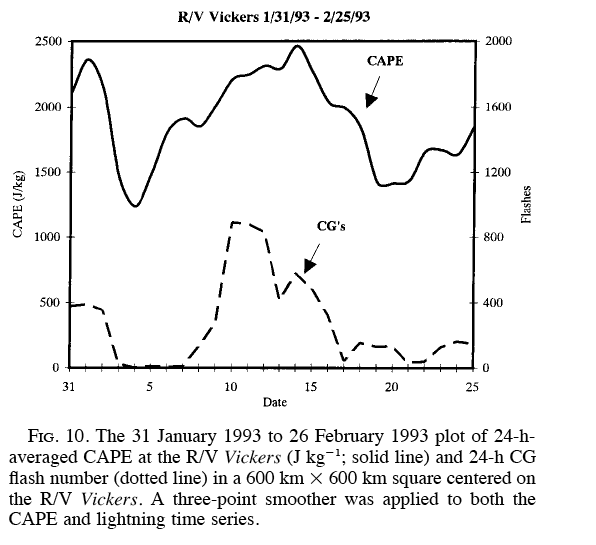 R/V Vickers 1/31/93 - 2/25/93
2500
2000
1500
1000
500
0
CAPE (J/kg)
2000
1600
1200
800
400
0
Flashes
CAPE
CG's
31
5
10
15
20
25
Date
FIG. 10. The 31 January 1993 to 26 February 1993 plot of 24-h-
averaged CAPE at the R/V Vickers (J kg⁻¹; solid line) and 24-h CG
flash number (dotted line) in a 600 km × 600 km square centered on
the R/V Vickers. A three-point smoother was applied to both the
CAPE and lightning time series.